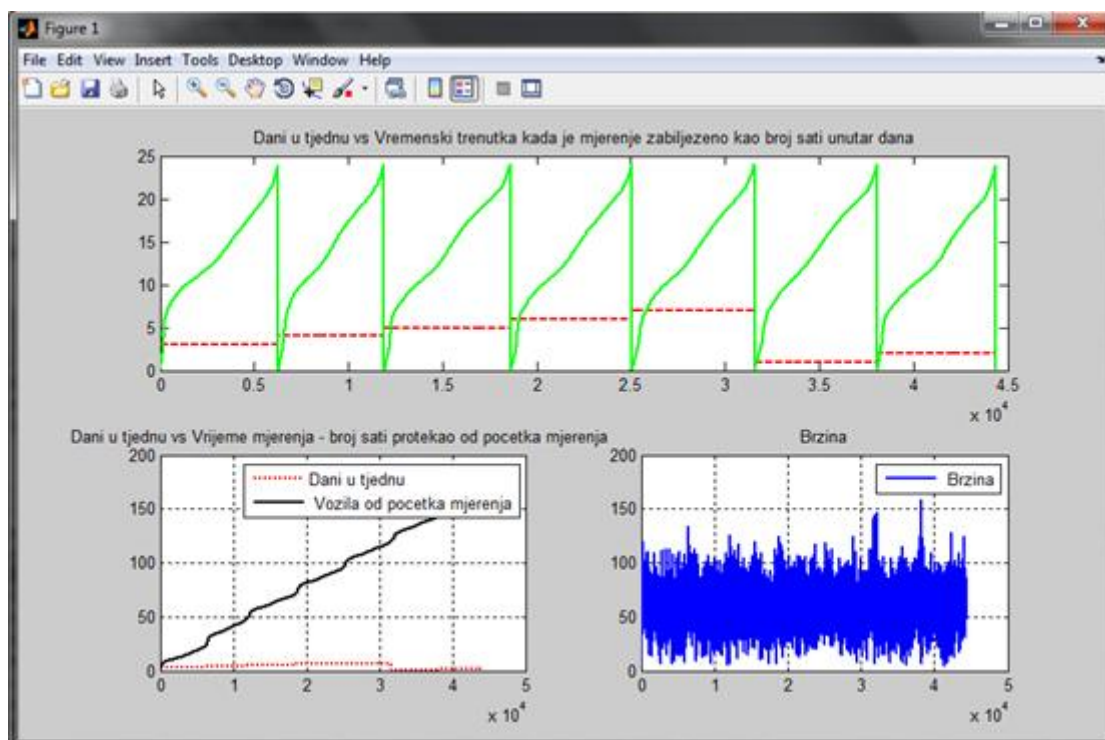 Figure 1
File Edit View Insert Tools Desktop Window Help
Dani u tjednu vs Vremenski trenutka kada je mjerenje zabiljezeno kao broj sati unutar dana
25
20
15
10
5
0
0 0.5 1 1.5 2 2.5 3 3.5 4 4.5
x 10^4
Dani u tjednu vs Vrijeme mjerenja - broj sati protekao od pocetka mjerenja
200
150
100
50
0
0 1 2 3 4 5
x 10^4
Dani u tjednu
Vozila od pocetka mjerenja
Brzina
200
150
100
50
0
0 1 2 3 4 5
x 10^4
Brzina